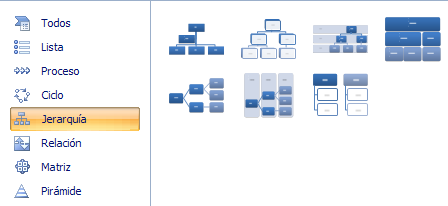 Todos
Lista
Proceso
Ciclo
Jerarquía
Relación
Matriz
Pirámide